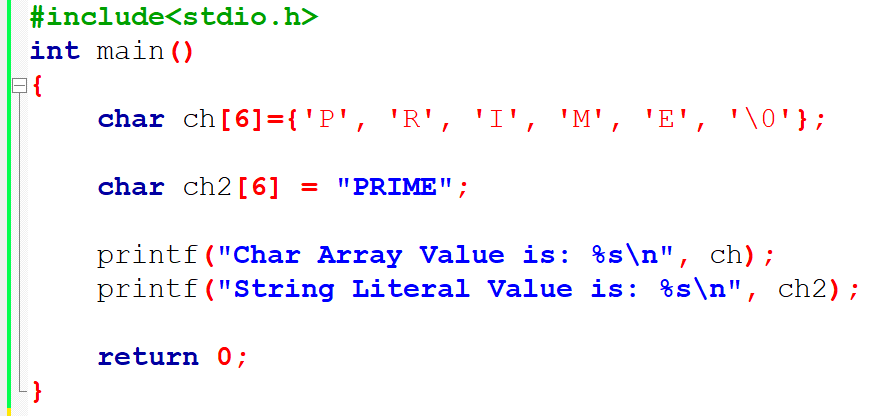 #include<stdio.h>
int main()
{
char ch[6]={'P', 'R', 'I', 'M', 'E', '\0'};
char ch2[6] = "PRIME";
printf("Char Array Value is: %s\n", ch);
printf("String Literal Value is: %s\n", ch2);
return 0;
}